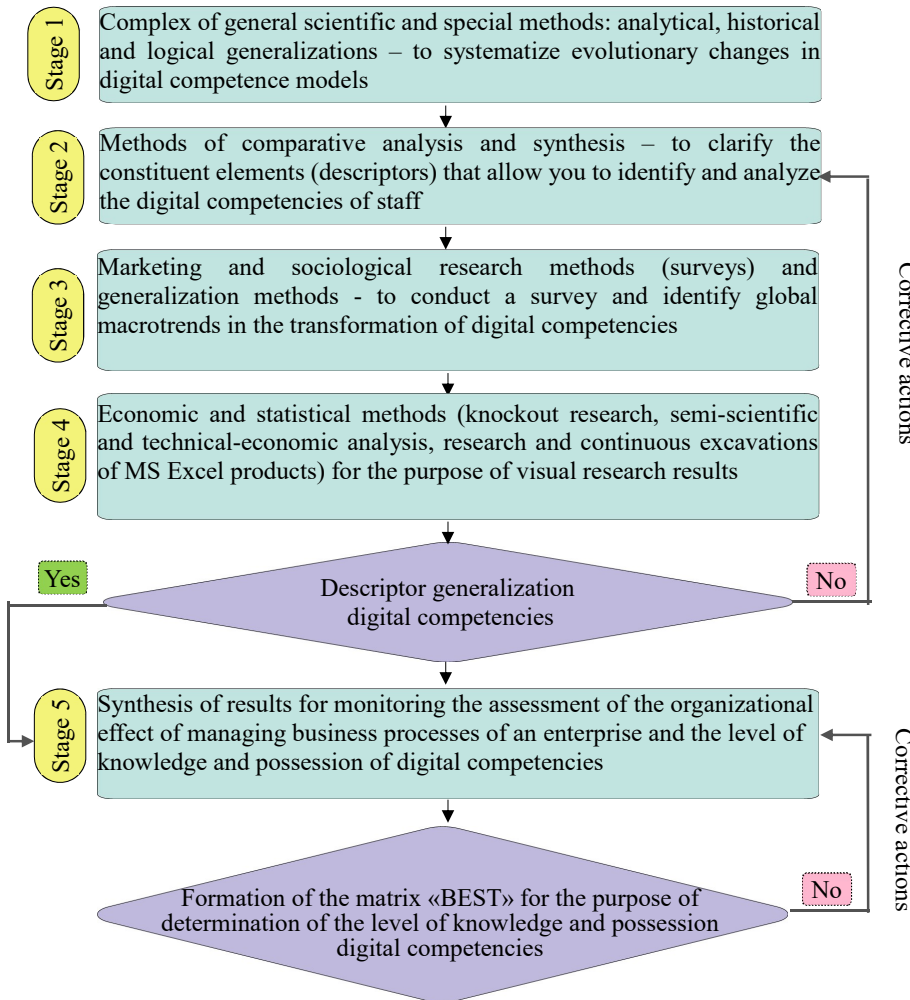 Stage 1
Complex of general scientific and special methods: analytical, historical
and logical generalizations – to systematize evolutionary changes in
digital competence models
Stage 2
Methods of comparative analysis and synthesis – to clarify the
constituent elements (descriptors) that allow you to identify and analyze
the digital competencies of staff
Stage 3
Marketing and sociological research methods (surveys) and
generalization methods - to conduct a survey and identify global
macrotrends in the transformation of digital competencies
Corrective actions
Stage 4
Economic and statistical methods (knockout research, semi-scientific
and technical-economic analysis, research and continuous excavations
of MS Excel products) for the purpose of visual research results
Yes
Descriptor generalization
digital competencies
No
Stage 5
Synthesis of results for monitoring the assessment of the organizational
effect of managing business processes of an enterprise and the level of
knowledge and possession of digital competencies
Corrective actions
Formation of the matrix «BEST» for the purpose of
determination of the level of knowledge and possession
digital competencies
No